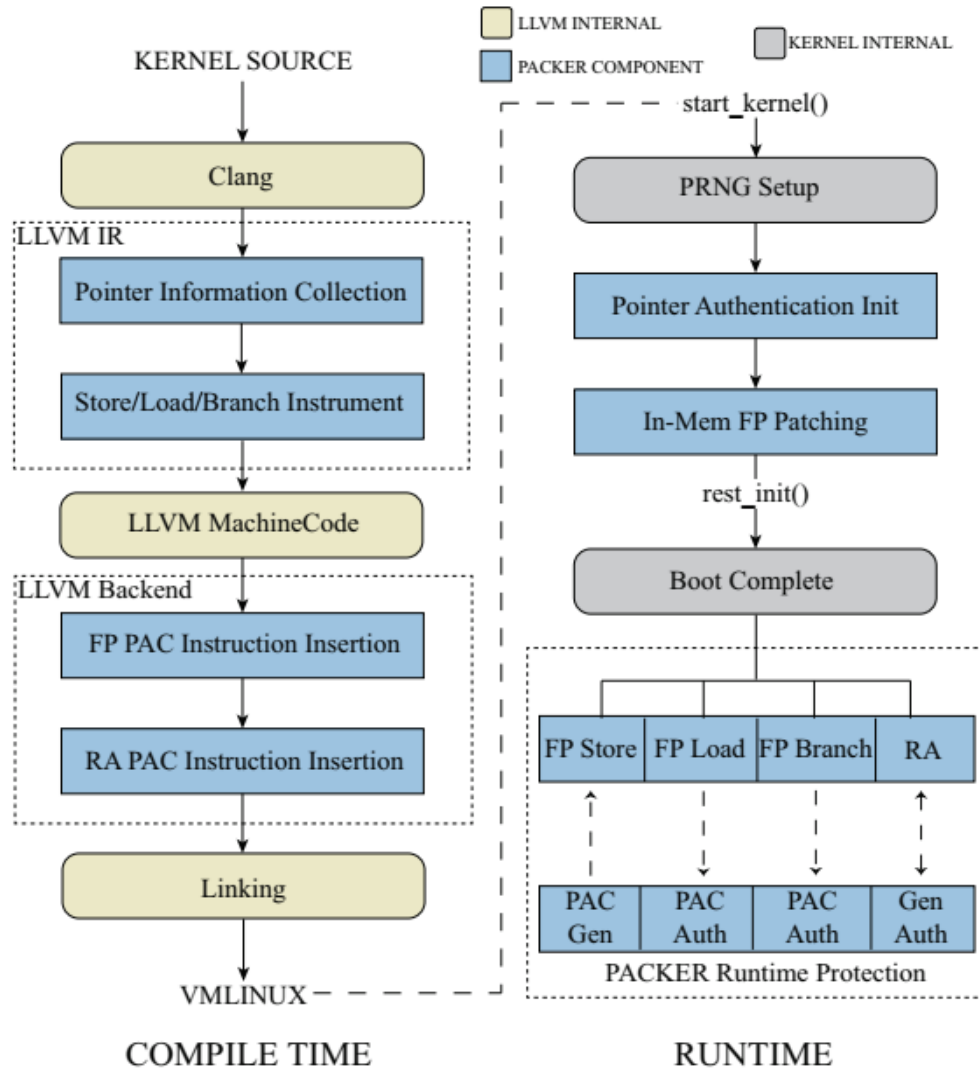 LLVM INTERNAL
PACKER COMPONENT
KERNEL INTERNAL
KERNEL SOURCE
Clang
LLVM IR
Pointer Information Collection
Store/Load/Branch Instrument
LLVM MachineCode
LLVM Backend
FP PAC Instruction Insertion
RA PAC Instruction Insertion
Linking
VMLINUX
COMPILE TIME
start_kernel()
PRNG Setup
Pointer Authentication Init
In-Mem FP Patching
rest_init()
Boot Complete
FP Store
FP Load
FP Branch
RA
PAC
Gen
PAC
Auth
PAC
Auth
Gen
Auth
PACKER Runtime Protection
RUNTIME